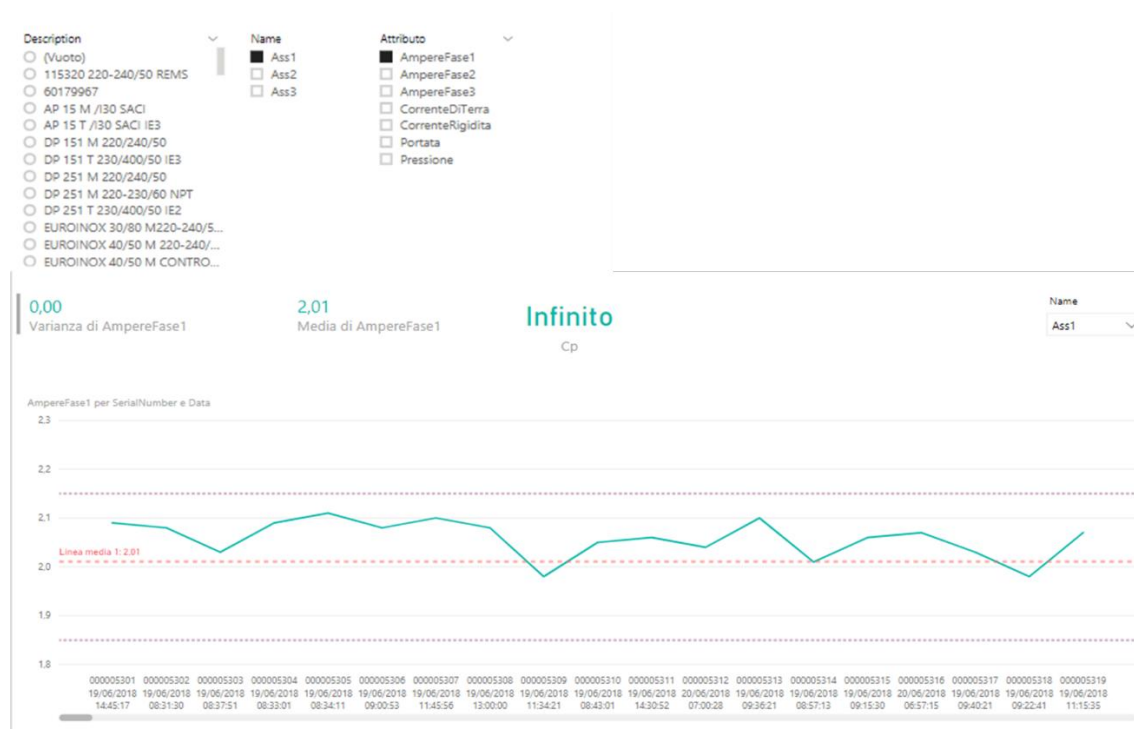 Description
(Vuoto)
115320 220-240/50 REMS
60179967
AP 15 M /I30 SACI
AP 15 T /I30 SACI IE3
DP 151 M 220/240/50
DP 151 T 230/400/50 IE3
DP 251 M 220/240/50
DP 251 M 220-230/60 NPT
DP 251 T 230/400/50 IE2
EUROINOX 30/80 M220-240/5...
EUROINOX 40/50 M 220-240/...
EUROINOX 40/50 M CONTRO...
Name
Ass1
Ass2
Ass3
Attributo
AmpereFase1
AmpereFase2
AmpereFase3
CorrenteDiTerra
CorrenteRigidita
Portata
Pressione
0,00
Varianza di AmpereFase1
2,01
Media di AmpereFase1
Infinito
Cp
Name
Ass1
AmpereFase1 per SerialNumber e Data
2,3
2,2
2,1
Linea media 1: 2,01
2,0
1,9
1,8
000005301 000005302 000005303 000005304 000005305 000005306 000005307 000005308 000005309 000005310 000005311 000005312 000005313 000005314 000005315 000005316 000005317 000005318 000005319
19/06/2018 19/06/2018 19/06/2018 19/06/2018 19/06/2018 19/06/2018 19/06/2018 19/06/2018 19/06/2018 19/06/2018 19/06/2018 20/06/2018 19/06/2018 19/06/2018 19/06/2018 20/06/2018 19/06/2018 19/06/2018 19/06/2018
14:45:17 08:31:30 08:37:51 08:33:01 08:34:11 09:00:53 11:45:56 13:00:00 11:34:21 08:43:01 14:30:52 07:00:28 09:36:21 08:57:13 09:15:30 06:57:15 09:40:21 09:22:41 11:15:35